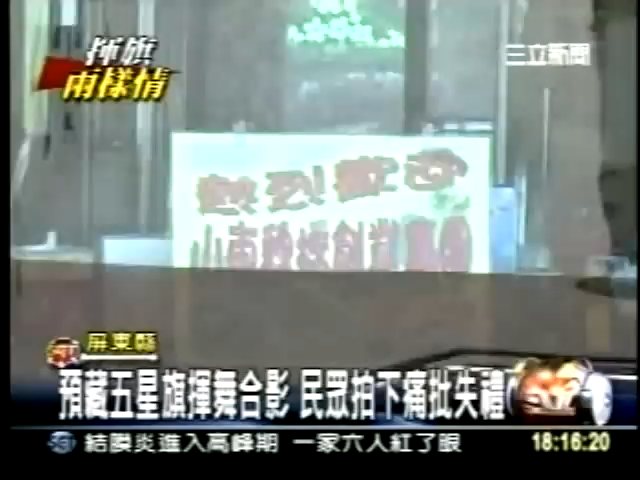 揮旗
兩樣情
三立新聞
熱烈歡迎
屏東縣
預藏五星旗揮舞合影 民眾拍下痛批失禮
結膜炎進入高峰期 一家六人紅了眼
18:16:20